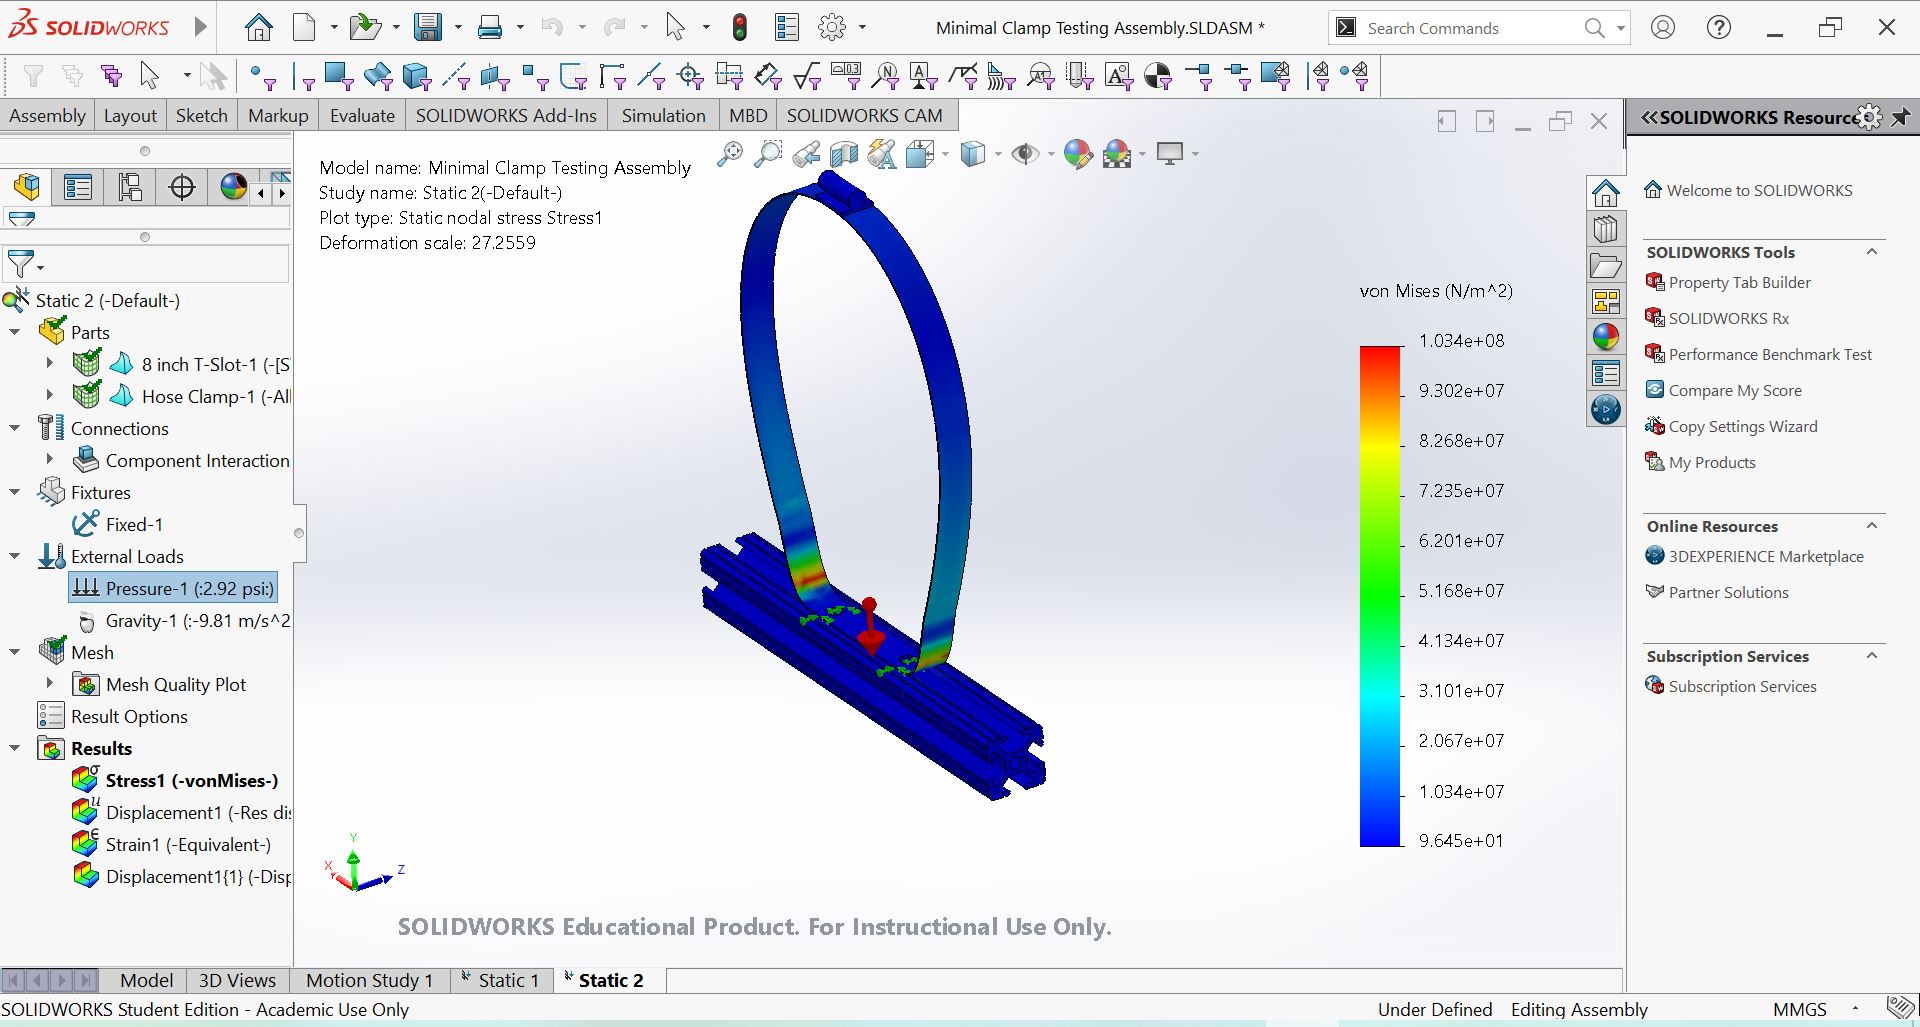 SOLIDWORKS
Minimal Clamp Testing Assembly.SLDASM *
Search Commands
Assembly
Layout
Sketch
Markup
Evaluate
SOLIDWORKS Add-Ins
Simulation
MBD
SOLIDWORKS CAM
Static 2 (-Default-)
Parts
8 inch T-Slot-1 (-[S
Hose Clamp-1 (-Al
Connections
Component Interaction
Fixtures
Fixed-1
External Loads
Pressure-1 (:2.92 psi:)
Gravity-1 (:-9.81 m/s^2
Mesh
Mesh Quality Plot
Result Options
Results
Stress1 (-vonMises-)
Displacement1 (-Res di
Strain1 (-Equivalent-)
Displacement1{1} (-Disp
Model name: Minimal Clamp Testing Assembly
Study name: Static 2(-Default-)
Plot type: Static nodal stress Stress1
Deformation scale: 27.2559
von Mises (N/m^2)
1.034e+08
9.302e+07
8.268e+07
7.235e+07
6.201e+07
5.168e+07
4.134e+07
3.101e+07
2.067e+07
1.034e+07
9.645e+01
Y
X
Z
SOLIDWORKS Educational Product. For Instructional Use Only.
SOLIDWORKS Resource
Welcome to SOLIDWORKS
SOLIDWORKS Tools
Property Tab Builder
SOLIDWORKS Rx
Performance Benchmark Test
Compare My Score
Copy Settings Wizard
My Products
Online Resources
3DEXPERIENCE Marketplace
Partner Solutions
Subscription Services
Subscription Services
Model
3D Views
Motion Study 1
Static 1
Static 2
SOLIDWORKS Student Edition - Academic Use Only
Under Defined
Editing Assembly
MMGS